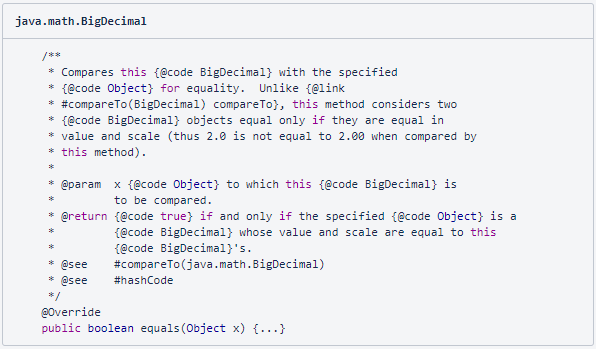 java.math.BigDecimal
/**
* Compares this {@code BigDecimal} with the specified
* {@code Object} for equality.  Unlike {@link
* #compareTo(BigDecimal) compareTo}, this method considers two
* {@code BigDecimal} objects equal only if they are equal in
* value and scale (thus 2.0 is not equal to 2.00 when compared by
* this method).
*
* @param  x {@code Object} to which this {@code BigDecimal} is
*         to be compared.
* @return {@code true} if and only if the specified {@code Object} is a
*         {@code BigDecimal} whose value and scale are equal to this
*         {@code BigDecimal}'s.
* @see    #compareTo(java.math.BigDecimal)
* @see    #hashCode
*/
@Override
public boolean equals(Object x) {...}